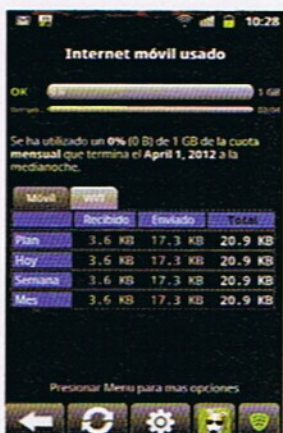 10:28
Internet móvil usado
OK 1 GB
Se ha utilizado un 0% (0 B) de 1 GB de la cuota
mensual que termina el April 1, 2012 a la
medianoche.
Móvil WiFi
Recibido Enviado Total
Plan 3.6 KB 17.3 KB 20.9 KB
Hoy 3.6 KB 17.3 KB 20.9 KB
Semana 3.6 KB 17.3 KB 20.9 KB
Mes 3.6 KB 17.3 KB 20.9 KB
Presionar Menu para mas opciones